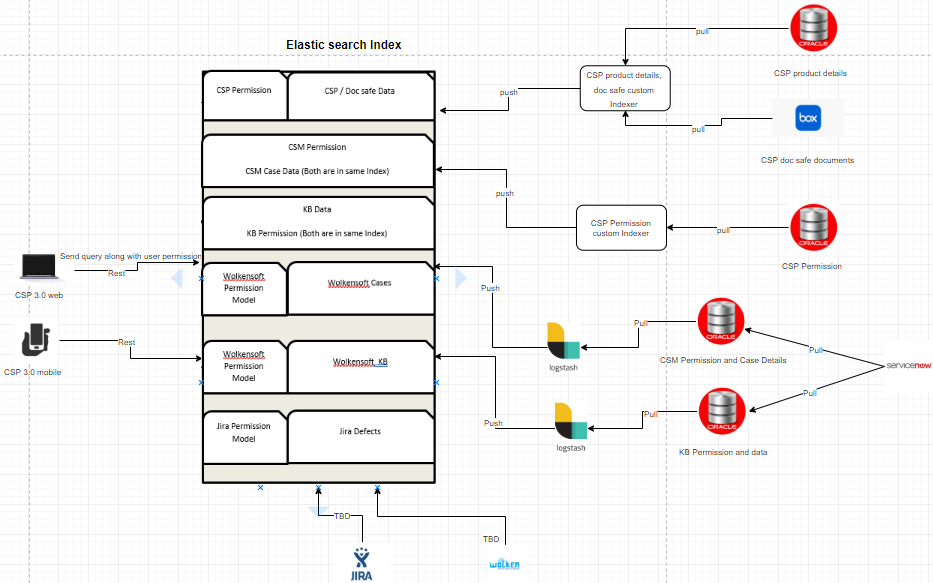 Elastic search Index
CSP Permission
CSP / Doc safe Data
CSM Permission
CSM Case Data (Both are in same Index)
KB Data
KB Permission (Both are in same Index)
Wolkensoft
Permission
Model
Wolkensoft Cases
Wolkensoft
Permission
Model
Wolkensoft KB
Jira Permission
Model
Jira Defects
Send query along with user permission
Rest
CSP 3.0 web
Rest
CSP 3.0 mobile
push
CSP product details,
doc safe custom
Indexer
pull
ORACLE
CSP product details
pull
box
CSP doc safe documents
push
CSP Permission
custom Indexer
pull
ORACLE
CSP Permission
Push
logstash
Pull
ORACLE
CSM Permission and Case Details
Pull
servicenow
Pull
Push
logstash
Pull
ORACLE
KB Permission and data
TBD
JIRA
TBD
wolken